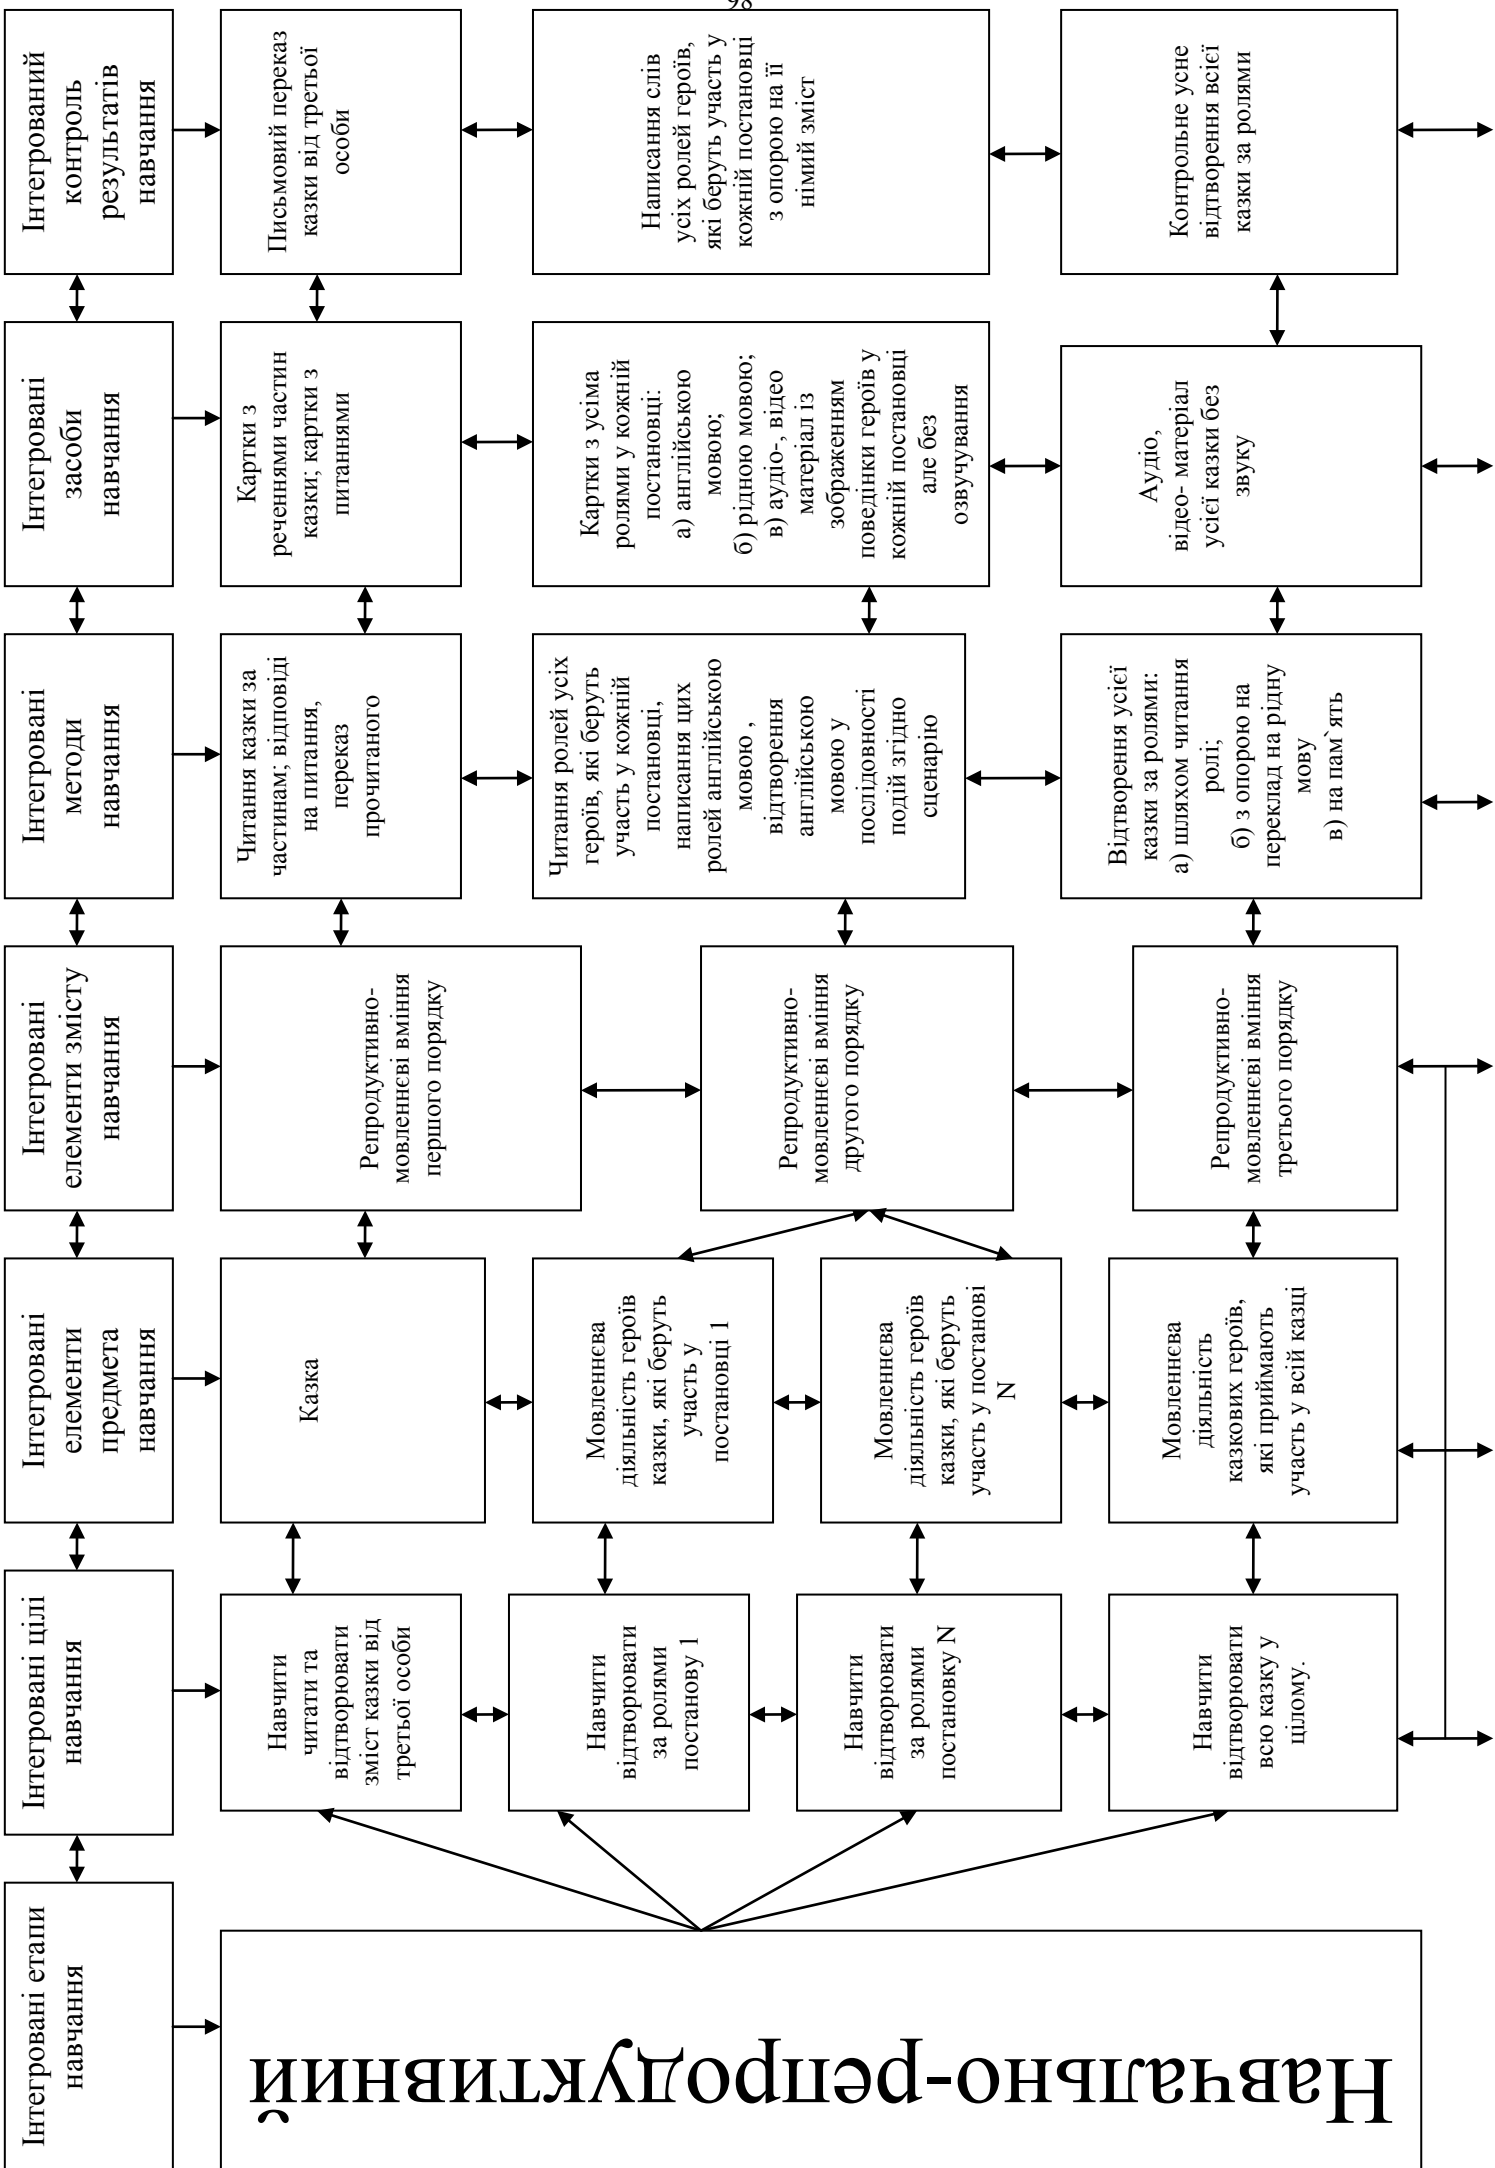 98
Інтегровані етапи
навчання
Інтегровані цілі
навчання
Інтегровані
елементи
предмета
навчання
Інтегровані
елементи змісту
навчання
Інтегровані
методи
навчання
Інтегровані
засоби
навчання
Інтегрований
контроль
результатів
навчання
Навчально-репродуктивний
Навчити
читати та
відтворювати
зміст казки від
третьої особи
Казка
Репродуктивно-
мовленнєві вміння
першого порядку
Читання казки за
частинам; відповіді
на питання,
переказ
прочитаного
Картки з
реченнями частин
казки; картки з
питаннями
Письмовий переказ
казки від третьої
особи
Навчити
відтворювати
за ролями
постанову 1
Мовленнєва
діяльність героїв
казки, які беруть
участь у
постановці 1
Репродуктивно-
мовленнєві вміння
другого порядку
Читання ролей усіх
героїв, які беруть
участь у кожній
постановці,
написання цих
ролей англійською
мовою ,
відтворення
англійською
мовою у
послідовності
подій згідно
сценарію
Картки з усіма
ролями у кожній
постановці:
а) англійською
мовою;
б) рідною мовою;
в) аудіо-, відео
матеріал із
зображенням
поведінки героїв у
кожній постановці
але без
озвучування
Написання слів
усіх ролей героїв,
які беруть участь у
кожній постановці
з опорою на її
німий зміст
Навчити
відтворювати
за ролями
постановку N
Мовленнєва
діяльність героїв
казки, які беруть
участь у постанові
N
Навчити
відтворювати
всю казку у
цілому.
Мовленнєва
діяльність
казкових героїв,
які приймають
участь у всій казці
Репродуктивно-
мовленнєві вміння
третього порядку
Відтворення усієї
казки за ролями:
а) шляхом читання
ролі;
б) з опорою на
переклад на рідну
мову
в) на пам`ять
Аудіо,
відео- матеріал
усієї казки без
звуку
Контрольне усне
відтворення всієї
казки за ролями